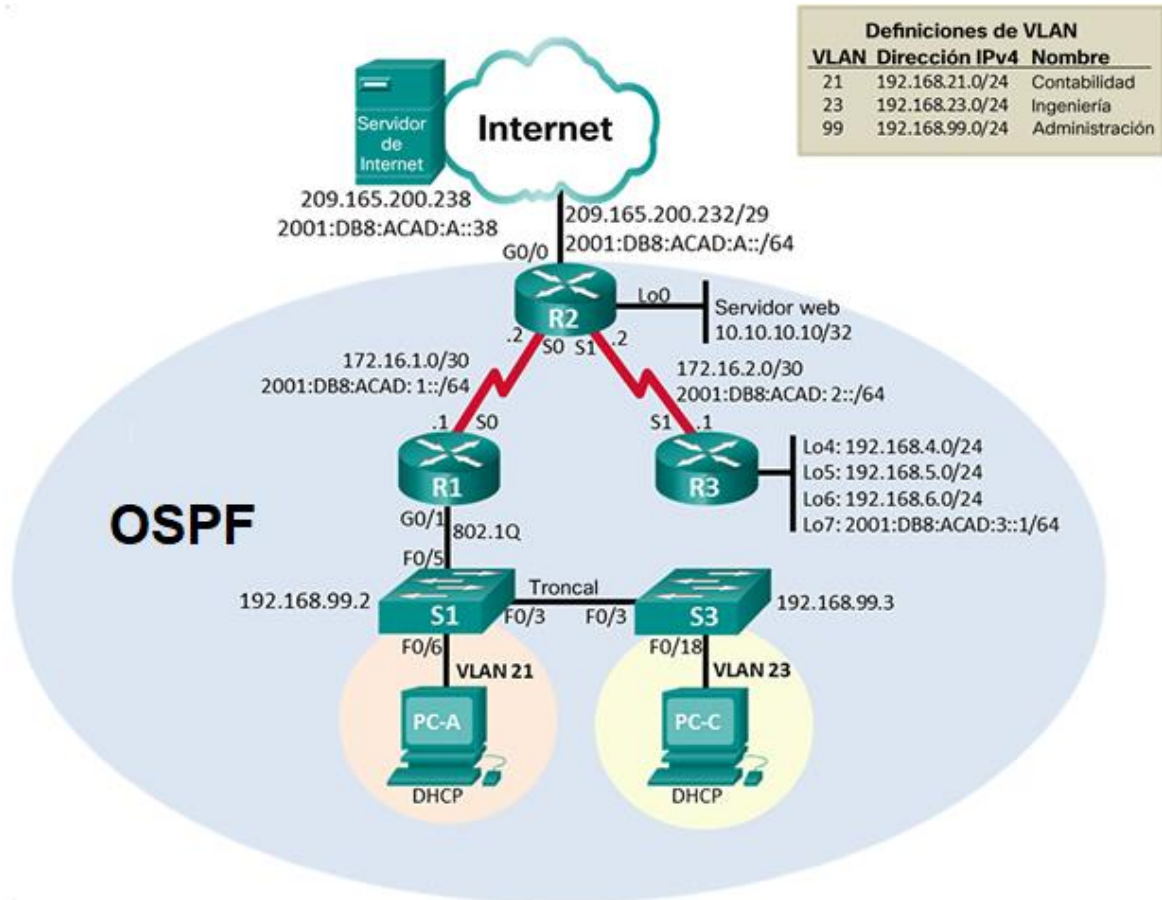 Definiciones de VLAN
VLAN Dirección IPv4 Nombre
21 192.168.21.0/24 Contabilidad
23 192.168.23.0/24 Ingeniería
99 192.168.99.0/24 Administración
Servidor
de
Internet
Internet
209.165.200.238
2001:DB8:ACAD:A::38
209.165.200.232/29
2001:DB8:ACAD:A::/64
G0/0
R2
Lo0
Servidor web
10.10.10.10/32
.2
S0
S1
.2
172.16.1.0/30
2001:DB8:ACAD: 1::/64
172.16.2.0/30
2001:DB8:ACAD: 2::/64
.1
S0
S1
.1
R1
R3
Lo4: 192.168.4.0/24
Lo5: 192.168.5.0/24
Lo6: 192.168.6.0/24
Lo7: 2001:DB8:ACAD:3::1/64
OSPF
G0/1
802.1Q
F0/5
192.168.99.2
S1
F0/3
Troncal
F0/3
S3
192.168.99.3
F0/6
VLAN 21
F0/18
VLAN 23
PC-A
PC-C
DHCP
DHCP